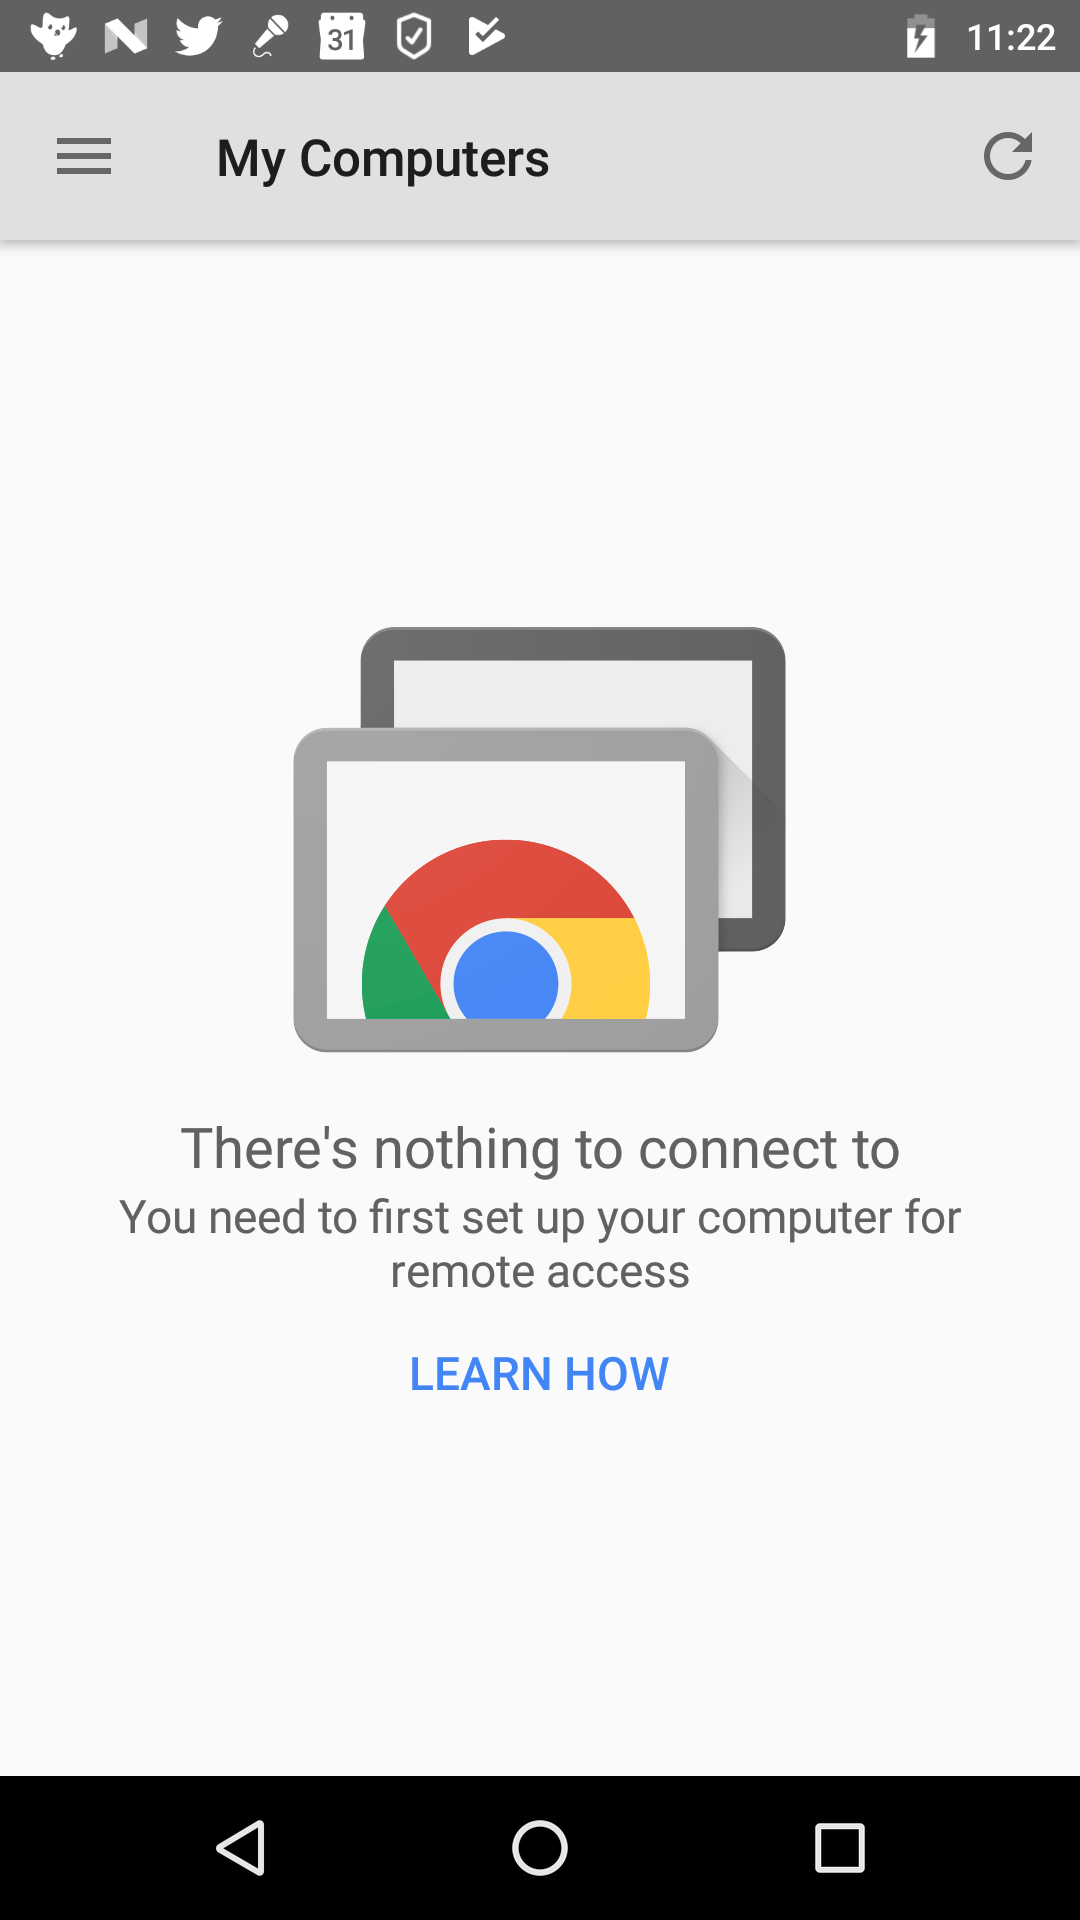 31
11:22
My Computers
There's nothing to connect to
You need to first set up your computer for
remote access
LEARN HOW